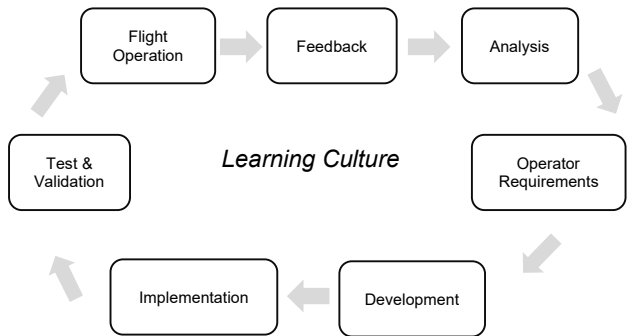 Flight
Operation
Feedback
Analysis
Test &
Validation
Learning Culture
Operator
Requirements
Implementation
Development